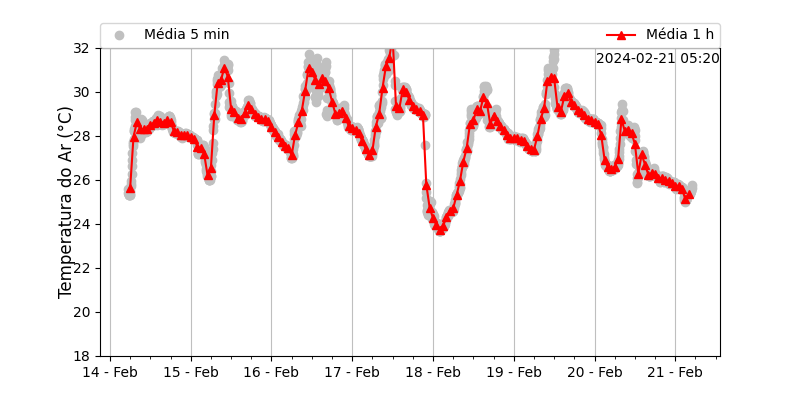 Média 5 min
Média 1 h
2024-02-21 05:20
Temperatura do Ar (°C)
32
30
28
26
24
22
20
18
14 - Feb
15 - Feb
16 - Feb
17 - Feb
18 - Feb
19 - Feb
20 - Feb
21 - Feb